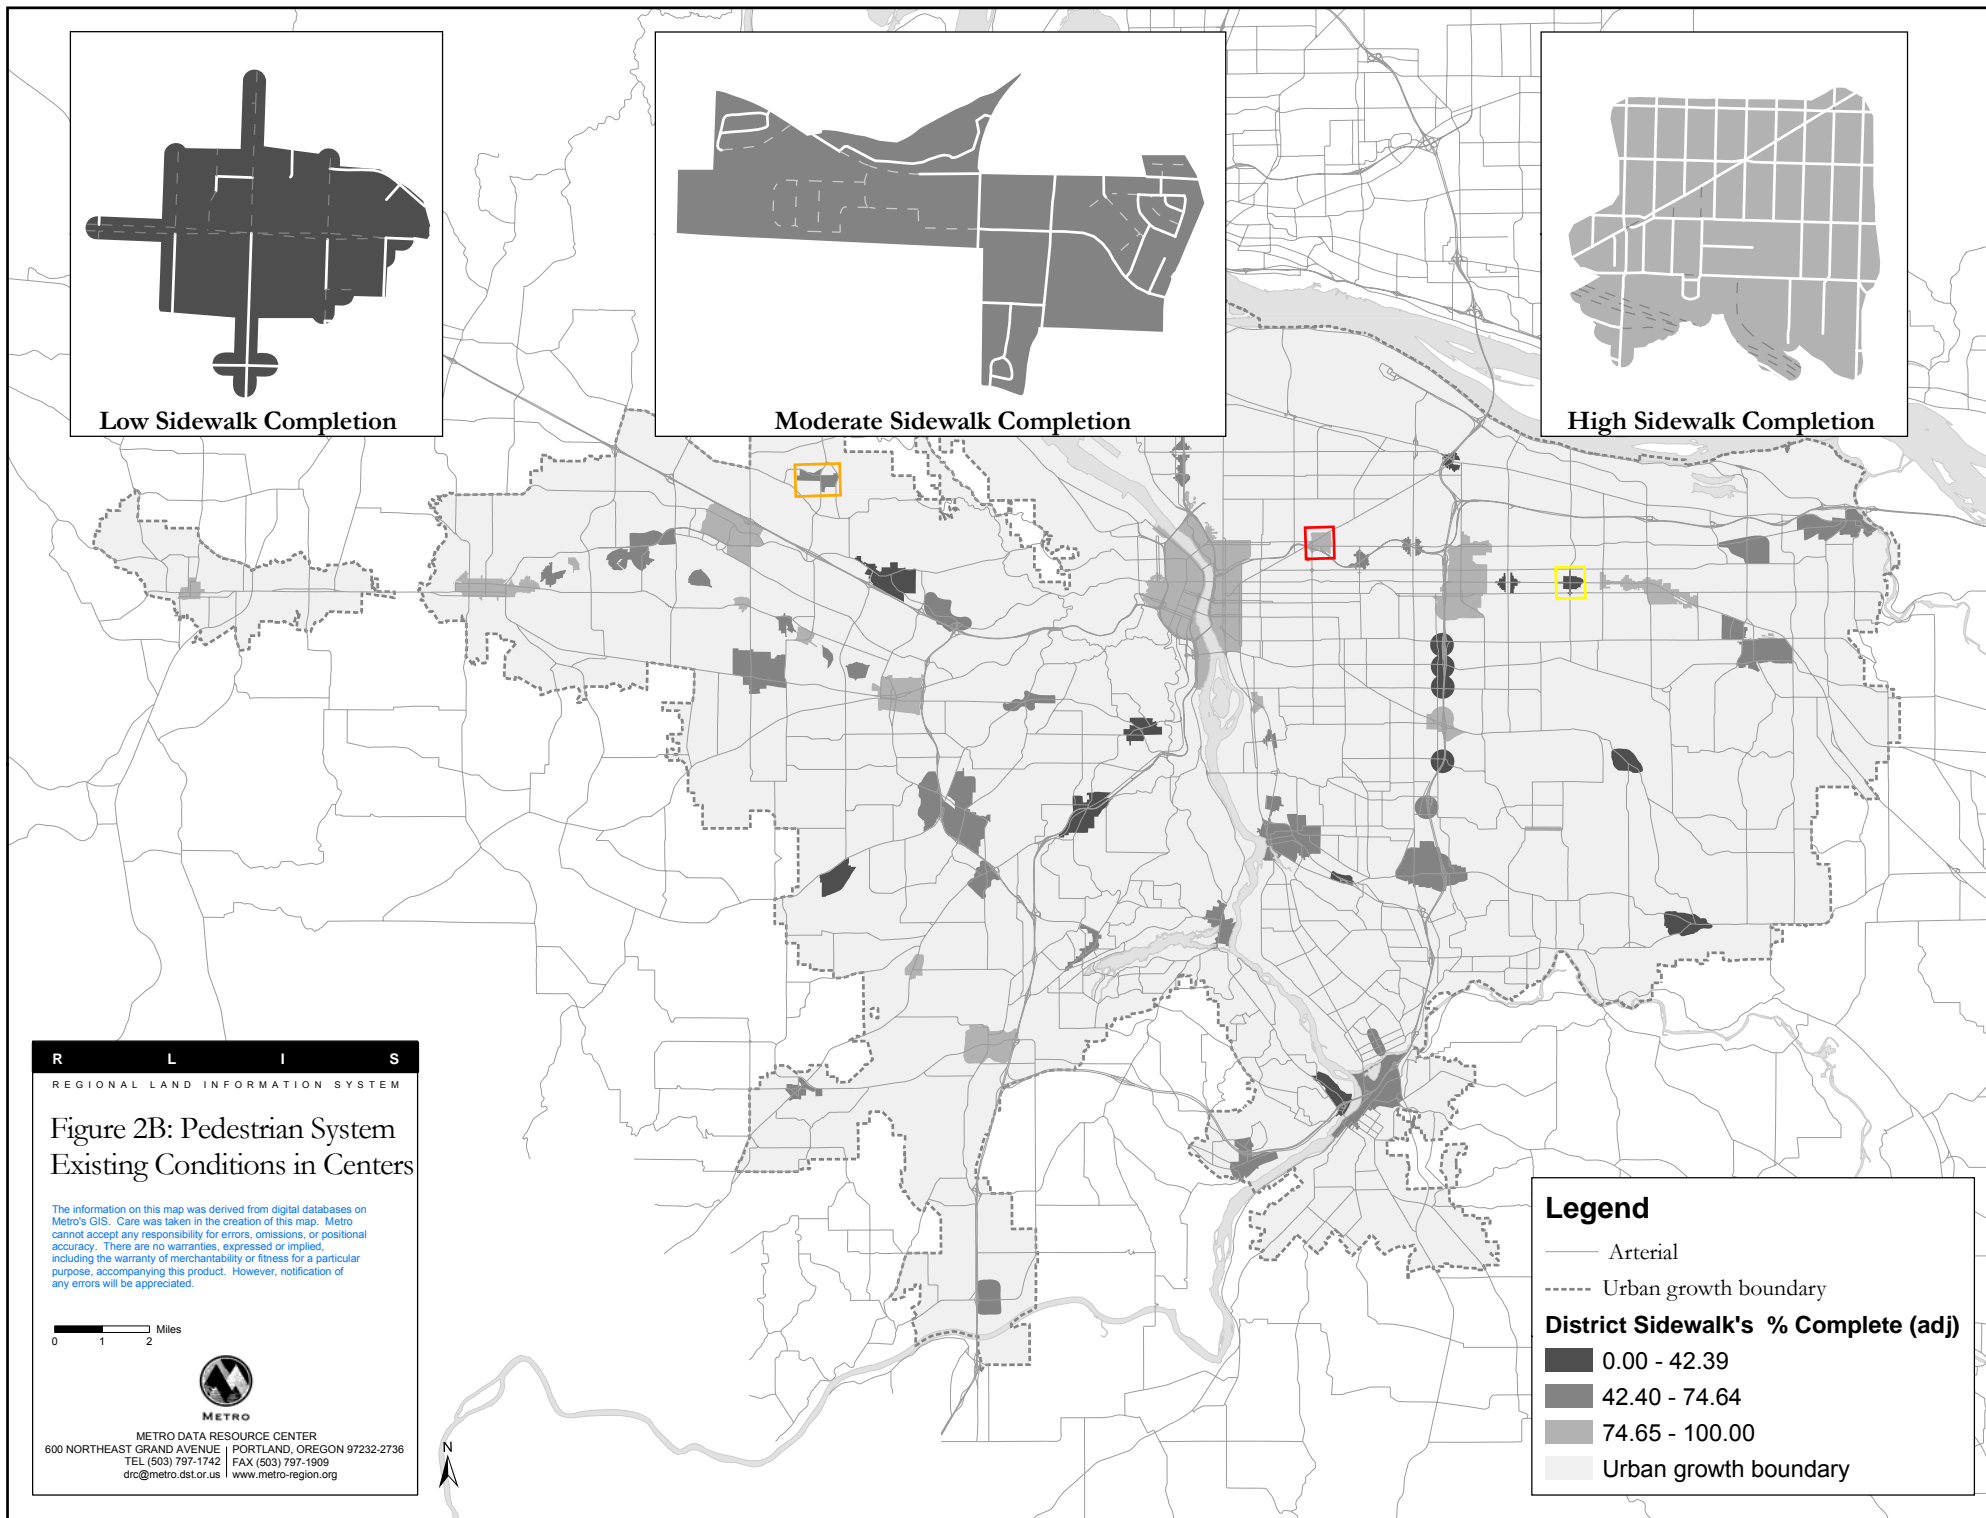 Low Sidewalk Completion
Moderate Sidewalk Completion
High Sidewalk Completion
R L I S
REGIONAL LAND INFORMATION SYSTEM
Figure 2B: Pedestrian System
Existing Conditions in Centers
The information on this map was derived from digital databases on
Metro's GIS. Care was taken in the creation of this map. Metro
cannot accept any responsibility for errors, omissions, or positional
accuracy. There are no warranties, expressed or implied,
including the warranty of merchantability or fitness for a particular
purpose, accompanying this product. However, notification of
any errors will be appreciated.
Miles
0 1 2
METRO
METRO DATA RESOURCE CENTER
600 NORTHEAST GRAND AVENUE | PORTLAND, OREGON 97232-2736
TEL (503) 797-1742 | FAX (503) 797-1909
drc@metro.dst.or.us | www.metro-region.org
N
Legend
Arterial
Urban growth boundary
District Sidewalk's % Complete (adj)
0.00 - 42.39
42.40 - 74.64
74.65 - 100.00
Urban growth boundary